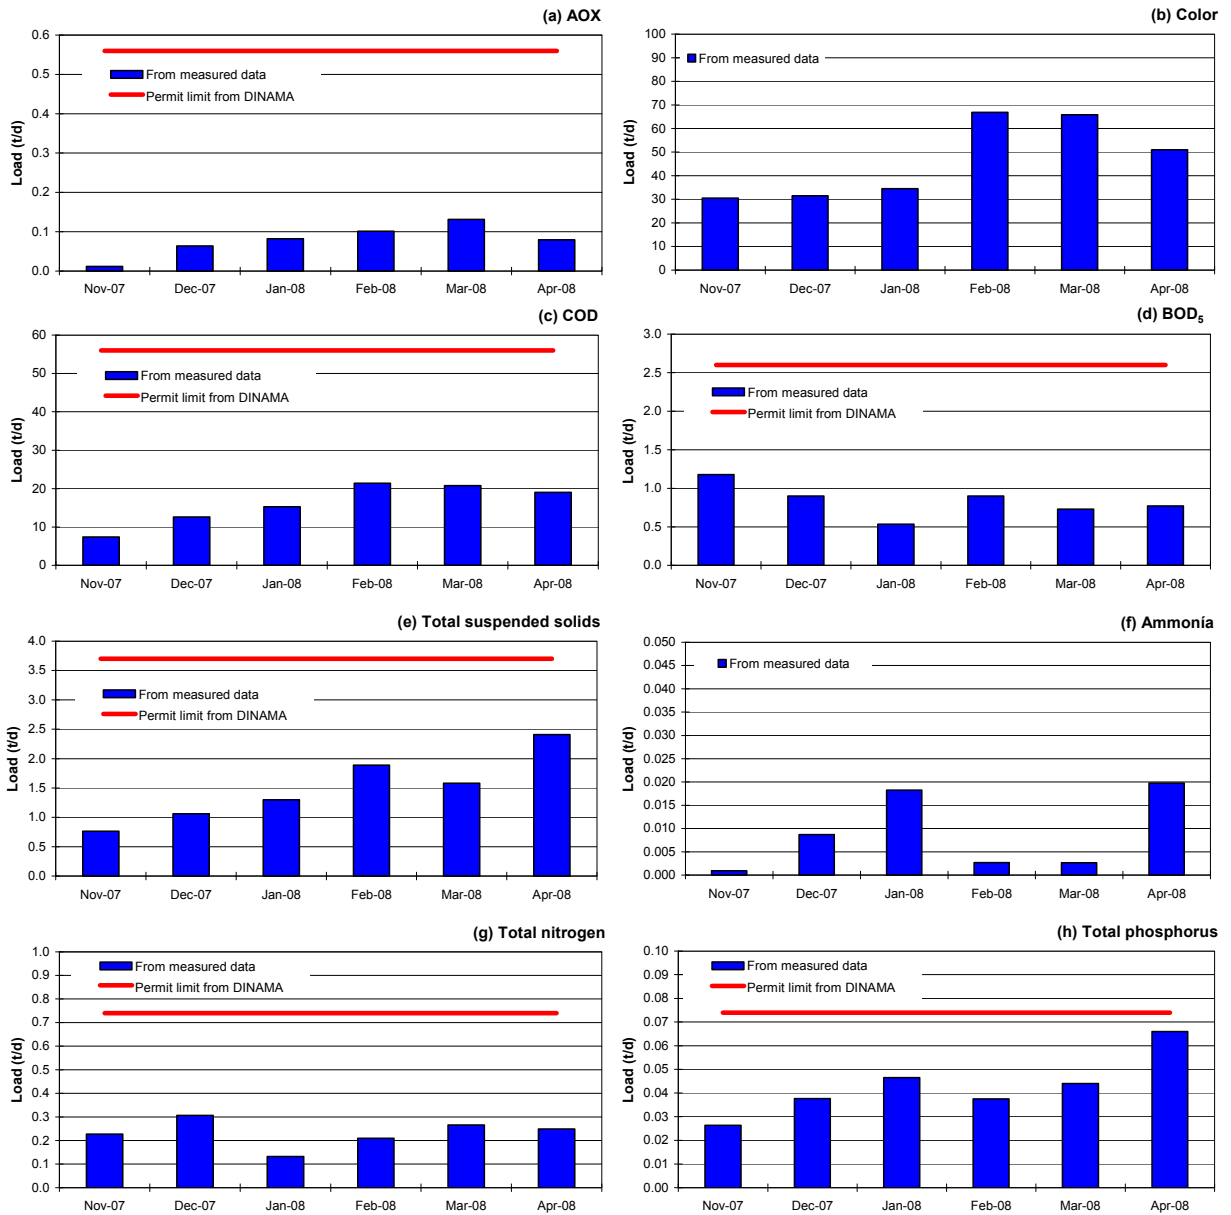 (a) AOX
0.6
0.5
0.4
0.3
0.2
0.1
0.0
Load (t/d)
From measured data
Permit limit from DINAMA
Nov-07 Dec-07 Jan-08 Feb-08 Mar-08 Apr-08
(b) Color
100
90
80
70
60
50
40
30
20
10
0
Load (t/d)
From measured data
Nov-07 Dec-07 Jan-08 Feb-08 Mar-08 Apr-08
(c) COD
60
50
40
30
20
10
0
Load (t/d)
From measured data
Permit limit from DINAMA
Nov-07 Dec-07 Jan-08 Feb-08 Mar-08 Apr-08
(d) BOD₅
3.0
2.5
2.0
1.5
1.0
0.5
0.0
Load (t/d)
From measured data
Permit limit from DINAMA
Nov-07 Dec-07 Jan-08 Feb-08 Mar-08 Apr-08
(e) Total suspended solids
4.0
3.5
3.0
2.5
2.0
1.5
1.0
0.5
0.0
Load (t/d)
From measured data
Permit limit from DINAMA
Nov-07 Dec-07 Jan-08 Feb-08 Mar-08 Apr-08
(f) Ammonía
0.050
0.045
0.040
0.035
0.030
0.025
0.020
0.015
0.010
0.005
0.000
Load (t/d)
From measured data
Nov-07 Dec-07 Jan-08 Feb-08 Mar-08 Apr-08
(g) Total nitrogen
1.0
0.9
0.8
0.7
0.6
0.5
0.4
0.3
0.2
0.1
0.0
Load (t/d)
From measured data
Permit limit from DINAMA
Nov-07 Dec-07 Jan-08 Feb-08 Mar-08 Apr-08
(h) Total phosphorus
0.10
0.09
0.08
0.07
0.06
0.05
0.04
0.03
0.02
0.01
0.00
Load (t/d)
From measured data
Permit limit from DINAMA
Nov-07 Dec-07 Jan-08 Feb-08 Mar-08 Apr-08